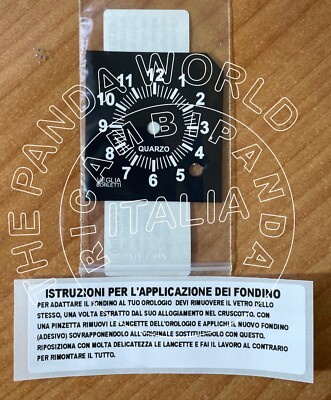 THE PANDA WORLD
RICAMBI PANDA
ITALIA
12
11 1
10 2
9 3
8 4
7 5
6
QUARZO
VEGLIA
BORLETTI
ISTRUZIONI PER L'APPLICAZIONE DEI FONDINO
PER ADATTARE IL FONDINO AL TUO OROLOGIO DEVI RIMUOVERE IL VETRO DELLO
STESSO, UNA VOLTA ESTRATTO DAL SUO ALLOGIAMENTO NEL CRUSCOTTO. CON
UNA PINZETTA RIMUOVI LE LANCETTE DELL'OROLOGIO E APPLICHI IL NUOVO FONDINO
(ADESIVO) SOVRAPPONENDOLO ALL'ORIGINALE SOSTITUENDOLO CON QUESTO.
RIPOSIZIONA CON MOLTA DELICATEZZA LE LANCETTE E FAI IL LAVORO AL CONTRARIO
PER RIMONTARE IL TUTTO.